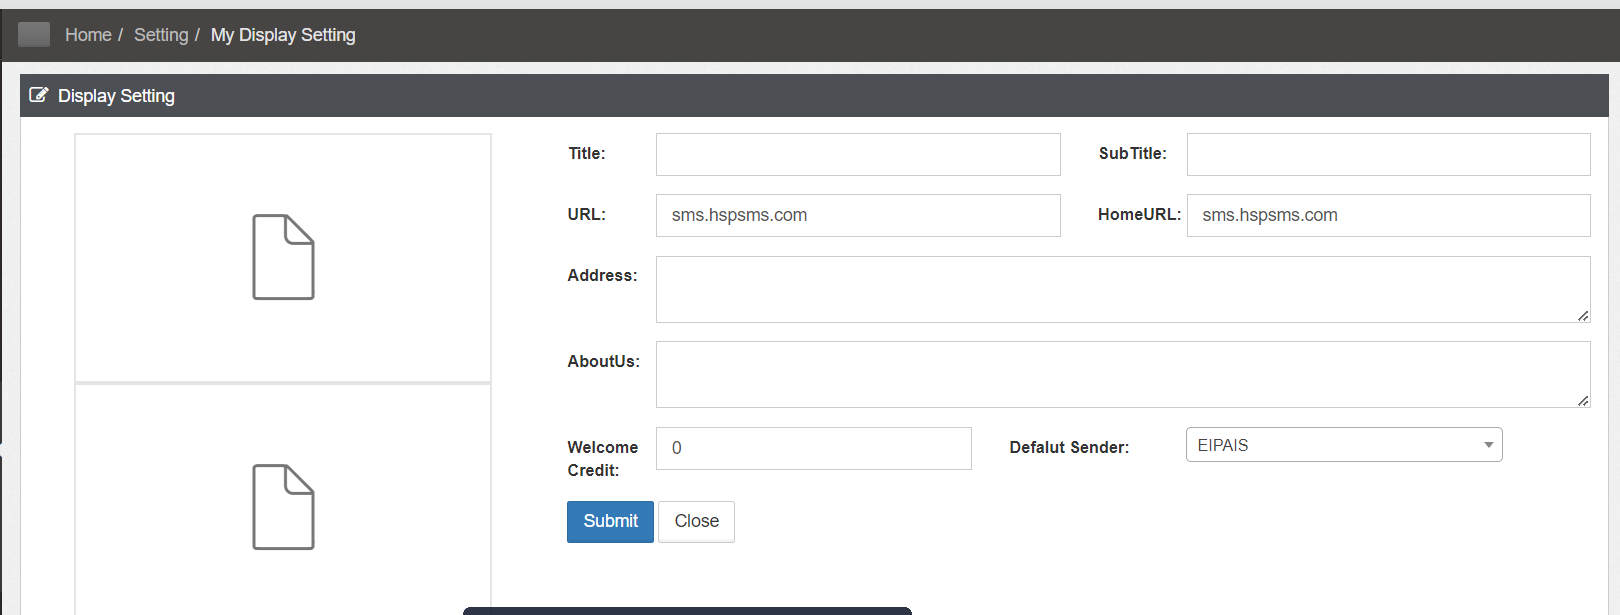 Home / Setting / My Display Setting
Display Setting
Title:
SubTitle:
URL: sms.hspsms.com
HomeURL: sms.hspsms.com
Address:
AboutUs:
Welcome Credit: 0
Defalut Sender: EIPAIS
Submit Close